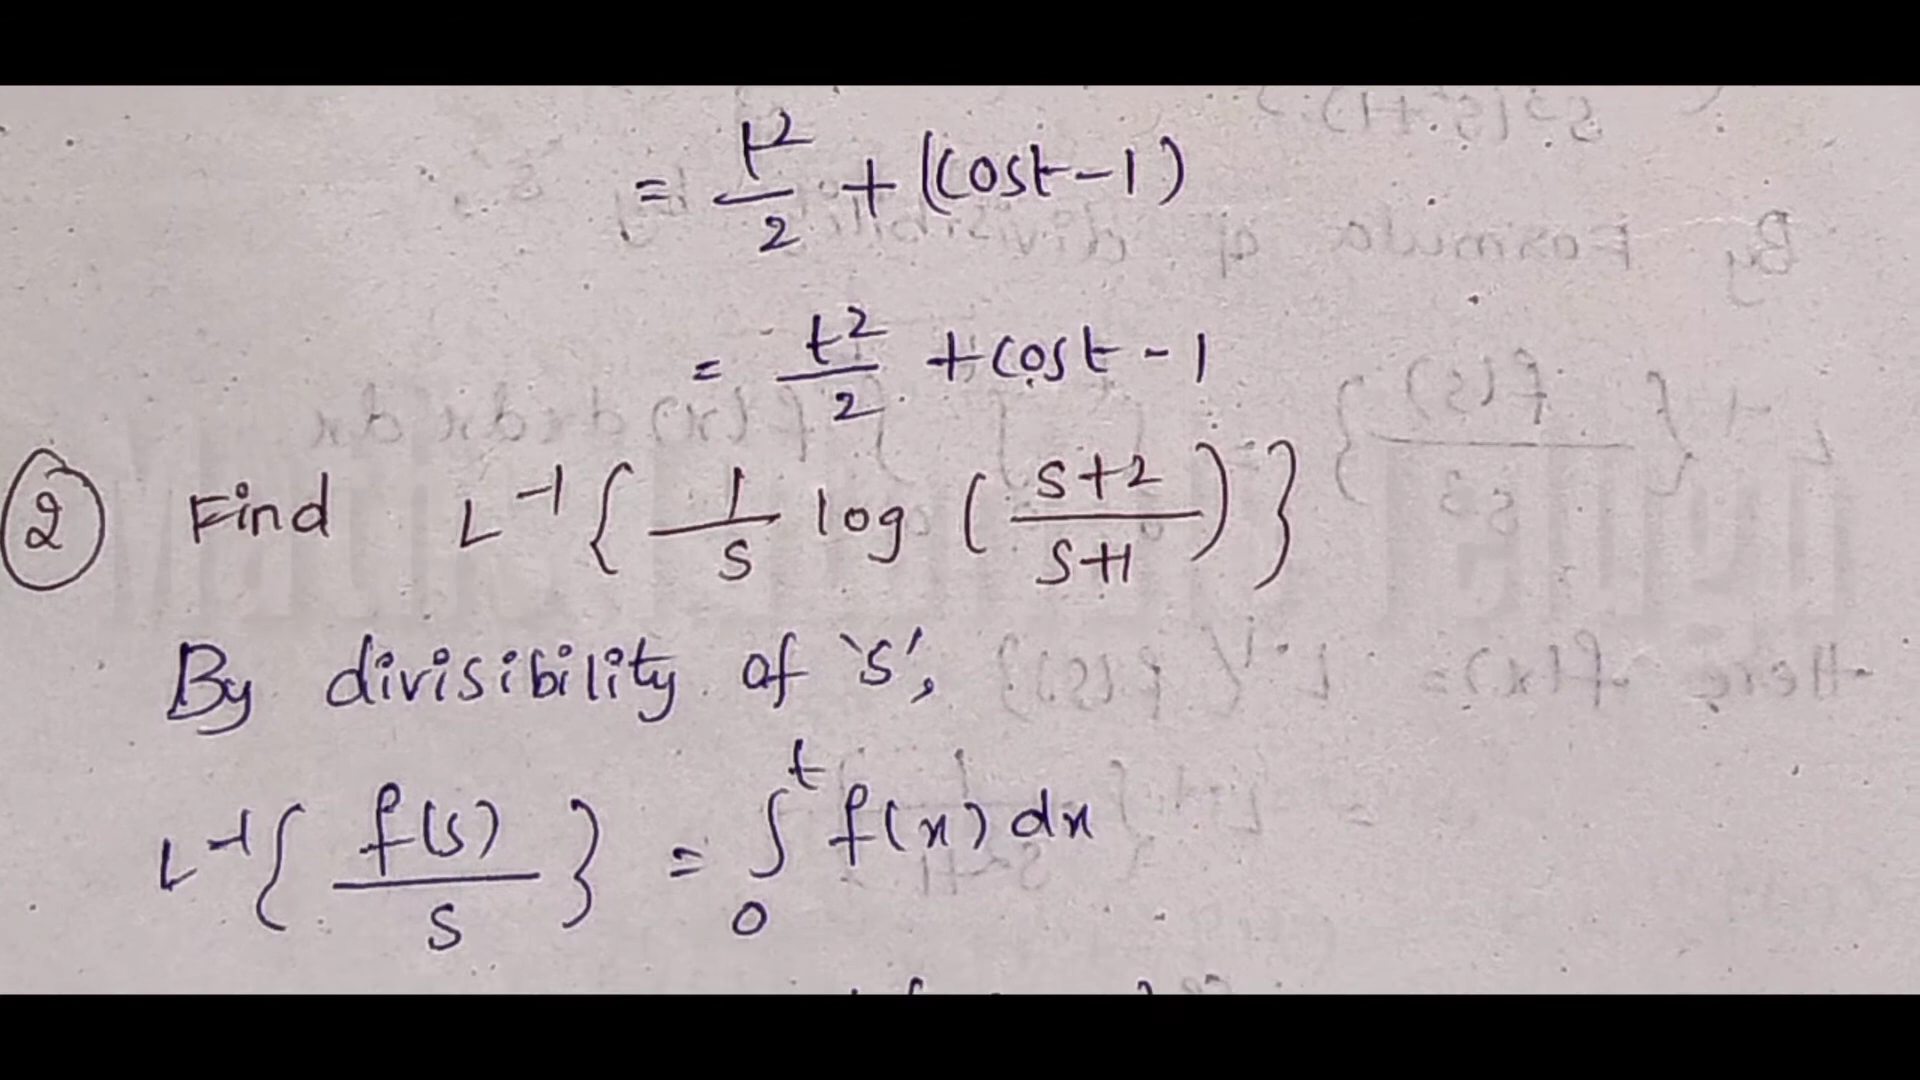 = t²/2 + (cost-1)
= t²/2 + cost - 1
② Find L⁻¹{ 1/s log ( s+2/s+1 ) }
By divisibility of 's',
L⁻¹{ f(s)/s } = ∫₀ᵗ f(x) dx